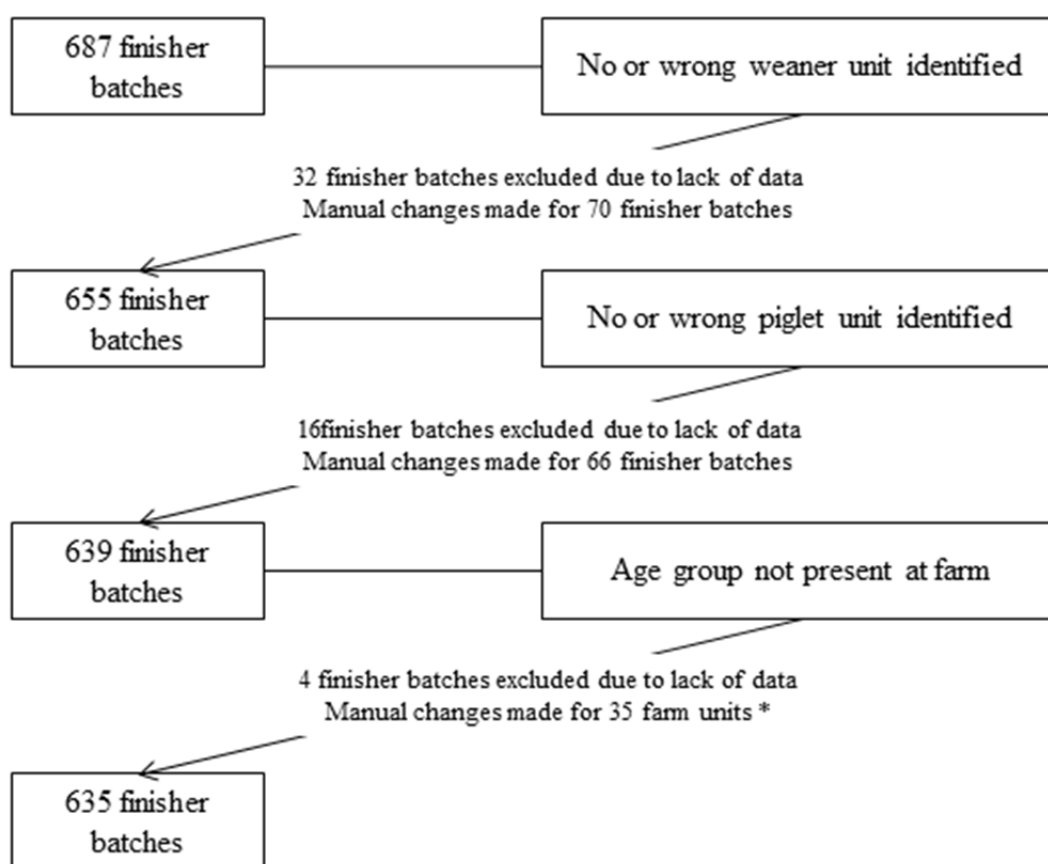 687 finisher
batches
No or wrong weaner unit identified
32 finisher batches excluded due to lack of data
Manual changes made for 70 finisher batches
655 finisher
batches
No or wrong piglet unit identified
16finisher batches excluded due to lack of data
Manual changes made for 66 finisher batches
639 finisher
batches
Age group not present at farm
4 finisher batches excluded due to lack of data
Manual changes made for 35 farm units *
635 finisher
batches